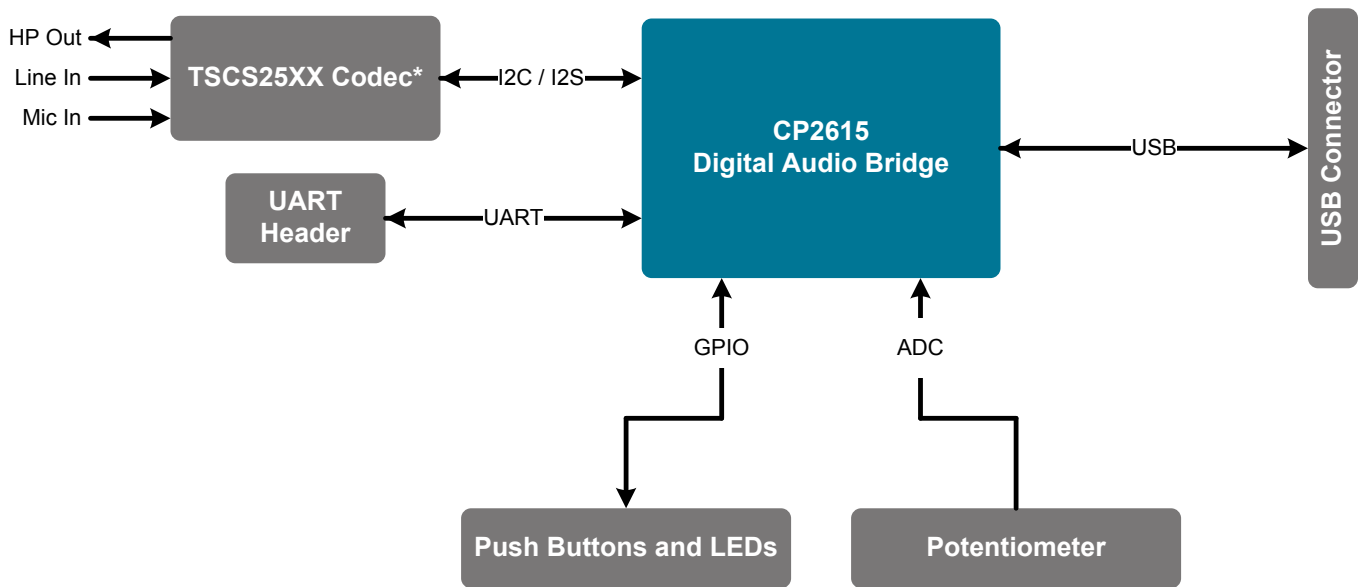 HP Out
Line In
Mic In
TSCS25XX Codec*
I2C / I2S
CP2615
Digital Audio Bridge
USB
USB Connector
UART
Header
UART
GPIO
ADC
Push Buttons and LEDs
Potentiometer